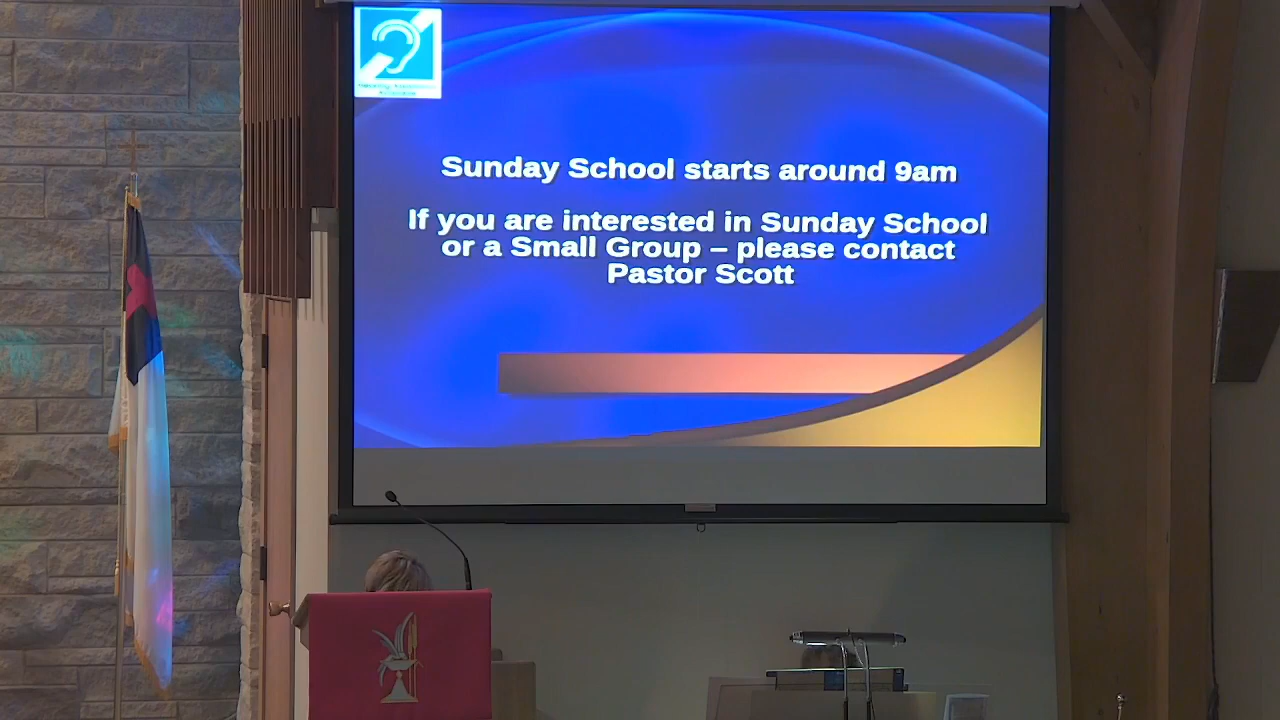 Sunday School starts around 9am
If you are interested in Sunday School
or a Small Group – please contact
Pastor Scott